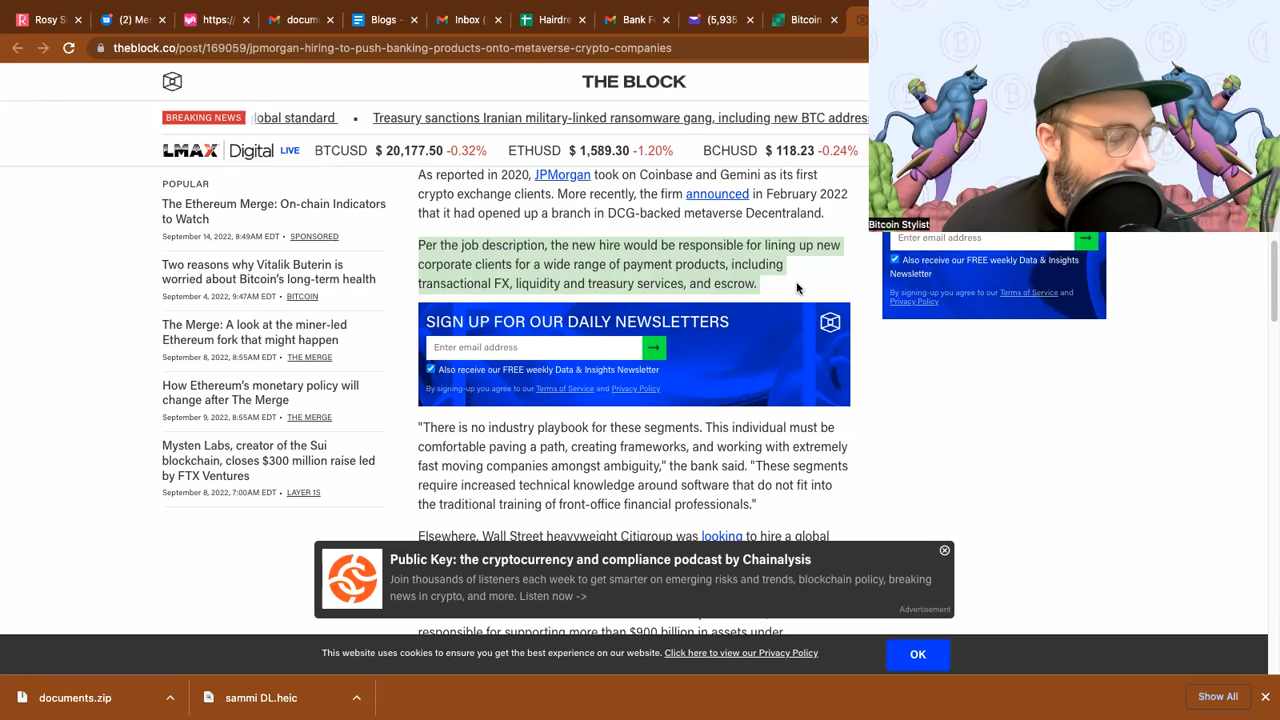 Rosy S
docum
(2) Me
https:/
docum
Blogs -
Inbox (
Hairdre
Bank F
(5,935
Bitcoin
theblock.co/post/169059/jpmorgan-hiring-to-push-banking-products-onto-metaverse-crypto-companies
THE BLOCK
BREAKING NEWS
lobal standard ▪ Treasury sanctions Iranian military-linked ransomware gang, including new BTC addres
LMAX Digital LIVE
BTCUSD $ 20,177.50 -0.32%
ETHUSD $ 1,589.30 -1.20%
BCHUSD $ 118.23 -0.24%
POPULAR
The Ethereum Merge: On-chain Indicators
to Watch
September 14, 2022, 8:49AM EDT • SPONSORED
Two reasons why Vitalik Buterin is
worried about Bitcoin's long-term health
September 4, 2022, 9:47AM EDT • BITCOIN
The Merge: A look at the miner-led
Ethereum fork that might happen
September 8, 2022, 8:55AM EDT • THE MERGE
How Ethereum's monetary policy will
change after The Merge
September 9, 2022, 8:55AM EDT • THE MERGE
Mysten Labs, creator of the Sui
blockchain, closes $300 million raise led
by FTX Ventures
September 8, 2022, 7:00AM EDT • LAYER 1S
As reported in 2020, JPMorgan took on Coinbase and Gemini as its first
crypto exchange clients. More recently, the firm announced in February 2022
that it had opened up a branch in DCG-backed metaverse Decentraland.
Per the job description, the new hire would be responsible for lining up new
corporate clients for a wide range of payment products, including
transactional FX, liquidity and treasury services, and escrow.
SIGN UP FOR OUR DAILY NEWSLETTERS
Enter email address
Also receive our FREE weekly Data & Insights Newsletter
By signing-up you agree to our Terms of Service and Privacy Policy
"There is no industry playbook for these segments. This individual must be
comfortable paving a path, creating frameworks, and working with extremely
fast moving companies amongst ambiguity," the bank said. "These segments
require increased technical knowledge around software that do not fit into
the traditional training of front-office financial professionals."
Elsewhere, Wall Street heavyweight Citigroup was looking to hire a global
responsible for supporting more than $900 billion in assets under
Bitcoin Stylist
Enter email address
Also receive our FREE weekly Data & Insights
Newsletter
By signing-up you agree to our Terms of Service and
Privacy Policy
Public Key: the cryptocurrency and compliance podcast by Chainalysis
Join thousands of listeners each week to get smarter on emerging risks and trends, blockchain policy, breaking
news in crypto, and more. Listen now ->
Advertisement
This website uses cookies to ensure you get the best experience on our website. Click here to view our Privacy Policy
OK
documents.zip
sammi DL.heic
Show All